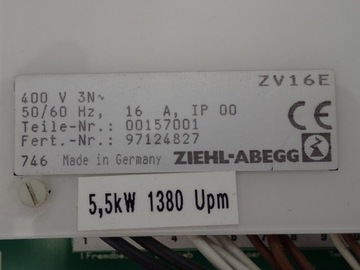 ZV16E
400 V 3N~
50/60 Hz, 16 A, IP 00
Teile-Nr.: 00157001
Fert.-Nr.: 97124827
CE
746 Made in Germany ZIEHL-ABEGG
5,5kW 1380 Upm